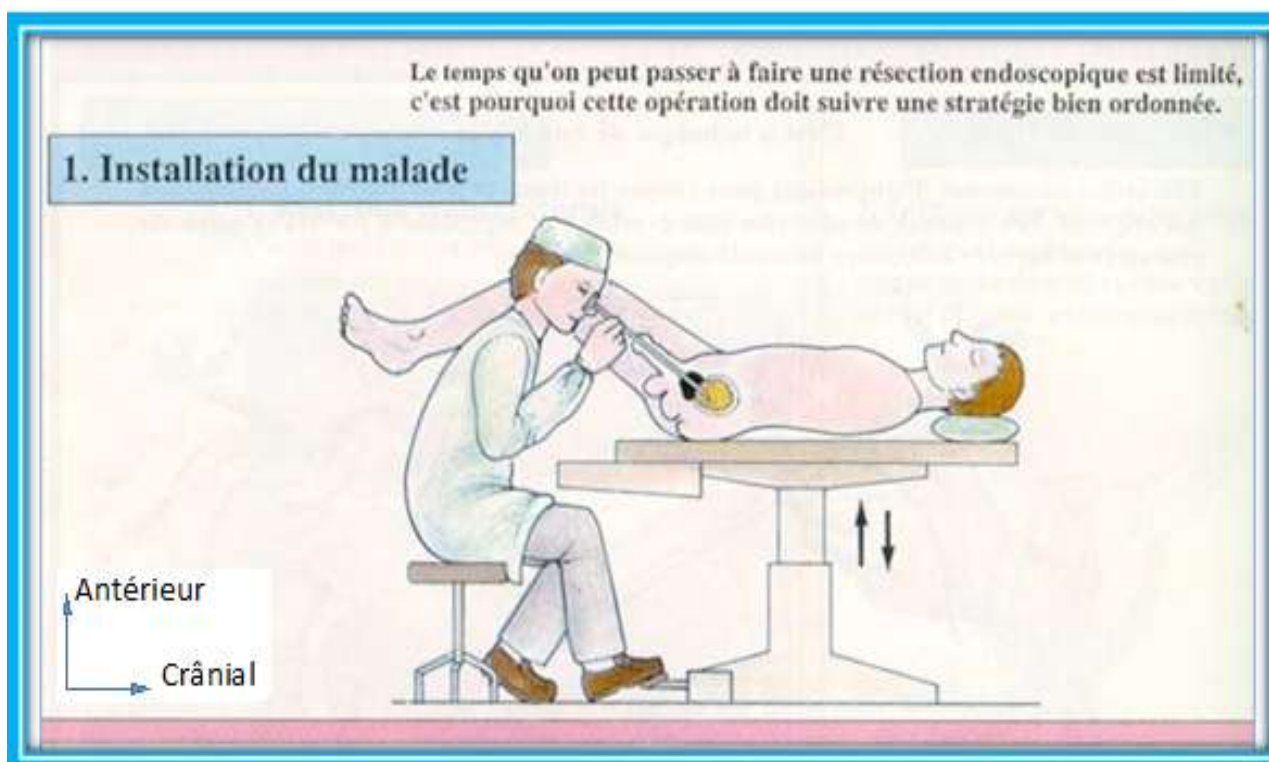 Le temps qu'on peut passer à faire une résection endoscopique est limité,
c'est pourquoi cette opération doit suivre une stratégie bien ordonnée.
1. Installation du malade
Antérieur
Crânial